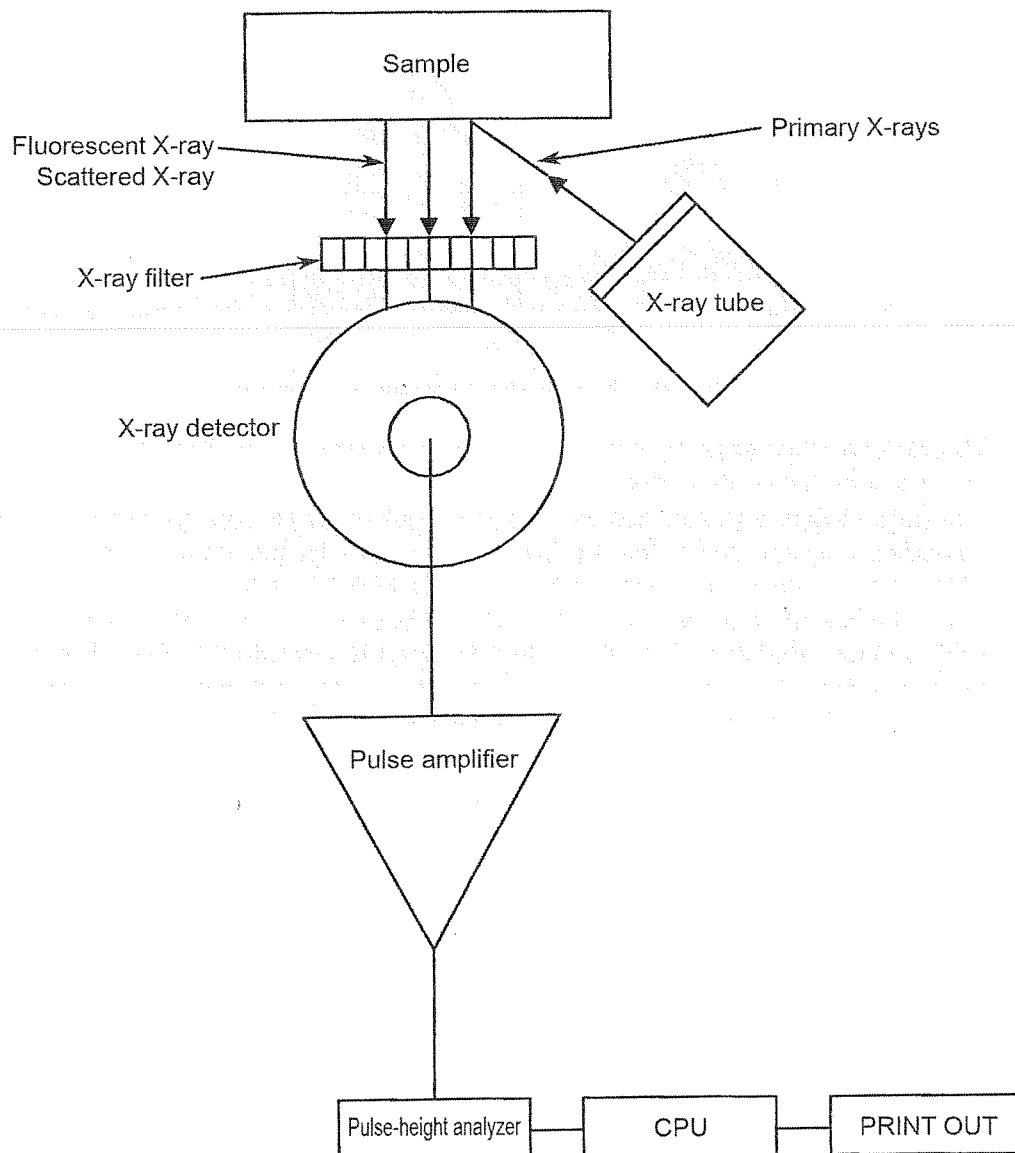 Sample
Fluorescent X-ray
Scattered X-ray
Primary X-rays
X-ray filter
X-ray tube
X-ray detector
Pulse amplifier
Pulse-height analyzer
CPU
PRINT OUT